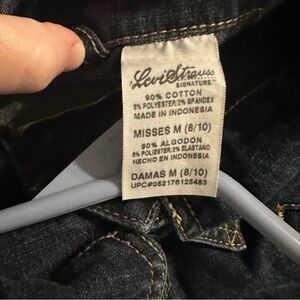 Levi Strauss
SIGNATURE
90% COTTON
8% POLYESTER/2% SPANDEX
MADE IN INDONESIA
MISSES M (8/10)
90% ALGODON
8% POLIESTER/2% ELASTANO
HECHO EN INDONESIA
DAMAS M (8/10)
UPC#052176125483